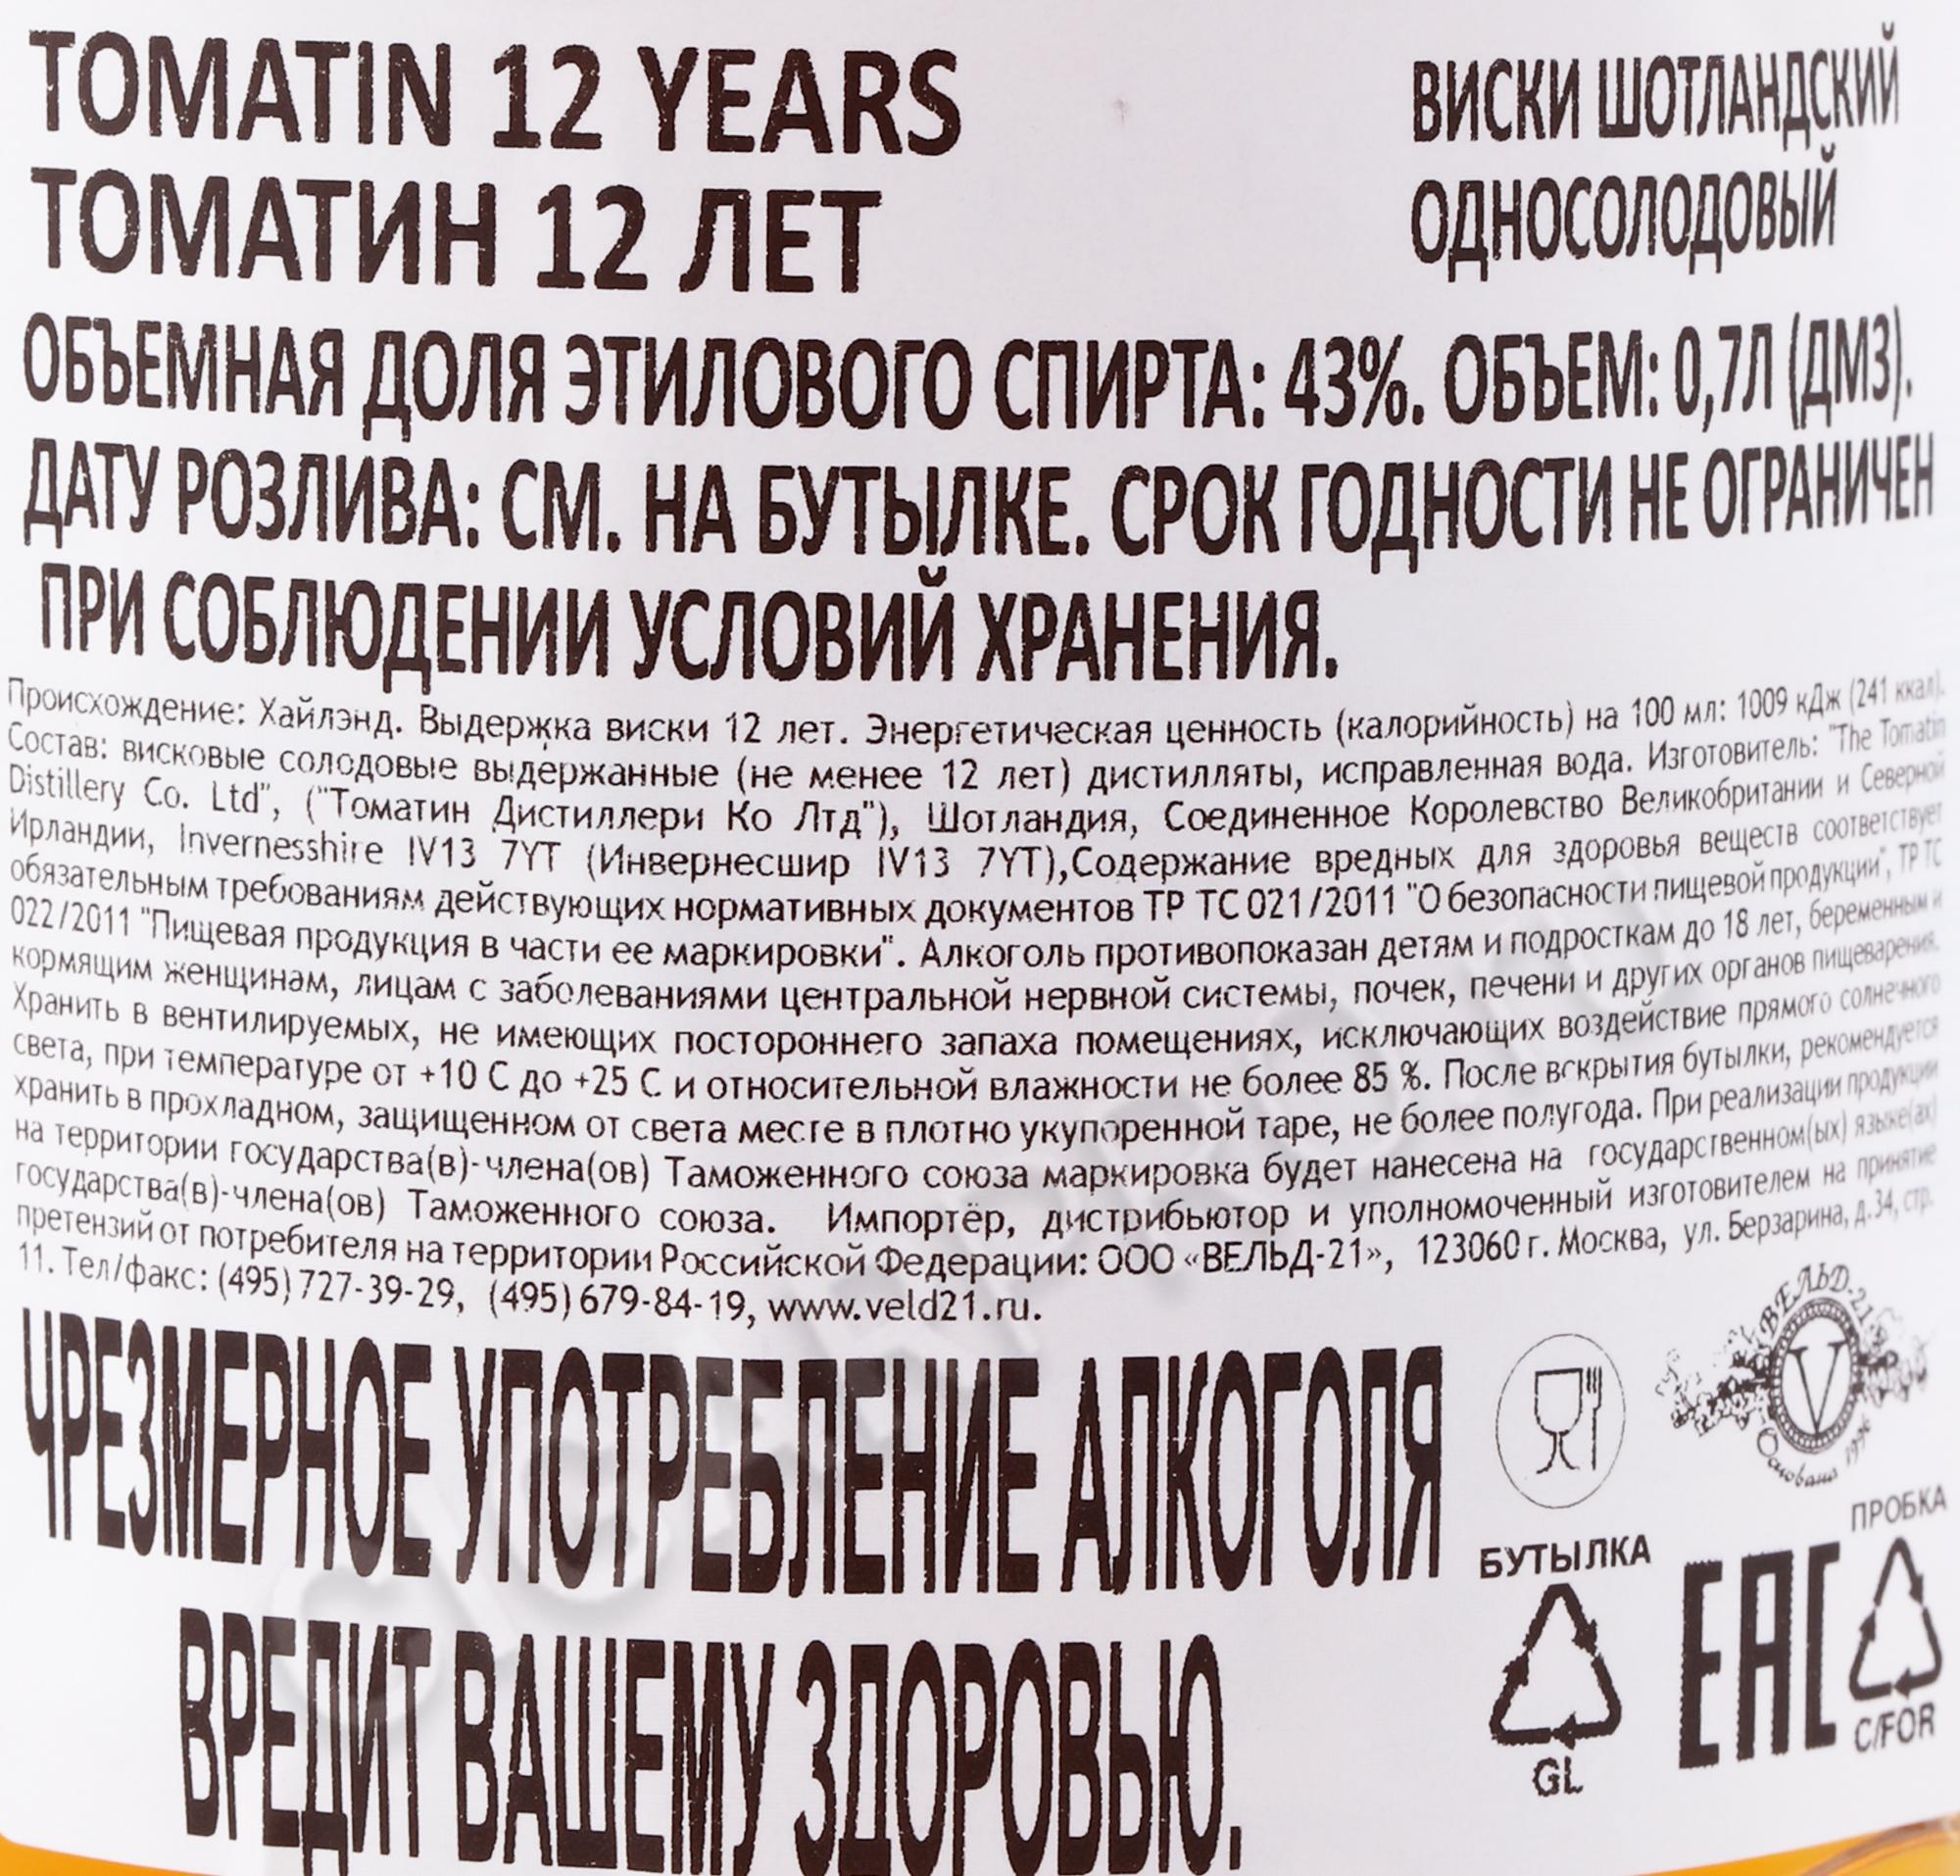 TOMATIN 12 YEARS
ВИСКИ ШОТЛАНДСКИЙ
ТОМАТИН 12 ЛЕТ
ОДНОСОЛОДОВЫЙ
ОБЪЕМНАЯ ДОЛЯ ЭТИЛОВОГО СПИРТА: 43%. ОБЪЕМ: 0,7Л (ДМ3).
ДАТУ РОЗЛИВА: СМ. НА БУТЫЛКЕ. СРОК ГОДНОСТИ НЕ ОГРАНИЧЕН
ПРИ СОБЛЮДЕНИИ УСЛОВИЙ ХРАНЕНИЯ.
Происхождение: Хайлэнд. Выдержка виски 12 лет. Энергетическая ценность (калорийность) на 100 мл: 1009 кДж (241 ккал).
Состав: висковые солодовые выдержанные (не менее 12 лет) дистилляты, исправленная вода. Изготовитель: "The Tomatin
Distillery Co. Ltd", ("Томатин Дистиллери Ко Лтд"), Шотландия, Соединенное Королевство Великобритании и Северной
Ирландии, Invernesshire IV13 7YT (Инвернесшир IV13 7YT),Содержание вредных для здоровья веществ соответствует
обязательным требованиям действующих нормативных документов ТР ТС 021/2011 "О безопасности пищевой продукции", ТР ТС
022/2011 "Пищевая продукция в части ее маркировки". Алкоголь противопоказан детям и подросткам до 18 лет, беременным и
кормящим женщинам, лицам с заболеваниями центральной нервной системы, почек, печени и других органов пищеварения.
Хранить в вентилируемых, не имеющих постороннего запаха помещениях, исключающих воздействие прямого солнечного
света, при температуре от +10 С до +25 С и относительной влажности не более 85 %. После вскрытия бутылки, рекомендуется
хранить в прохладном, защищенном от света месте в плотно укупоренной таре, не более полугода. При реализации продукции
на территории государства(в)-члена(ов) Таможенного союза маркировка будет нанесена на государственном(ых) языке(ах)
государства(в)-члена(ов) Таможенного союза. Импортёр, дистрибьютор и уполномоченный изготовителем на принятие
претензий от потребителя на территории Российской Федерации: ООО «ВЕЛЬД-21», 123060 г. Москва, ул. Берзарина, д.34, стр.
11. Тел/факс: (495) 727-39-29, (495) 679-84-19, www.veld21.ru.
ЧРЕЗМЕРНОЕ УПОТРЕБЛЕНИЕ АЛКОГОЛЯ
ВРЕДИТ ВАШЕМУ ЗДОРОВЬЮ.
ВЕЛЬД-21
V
Основана 1996
БУТЫЛКА
GL
EAC
ПРОБКА
C/FOR